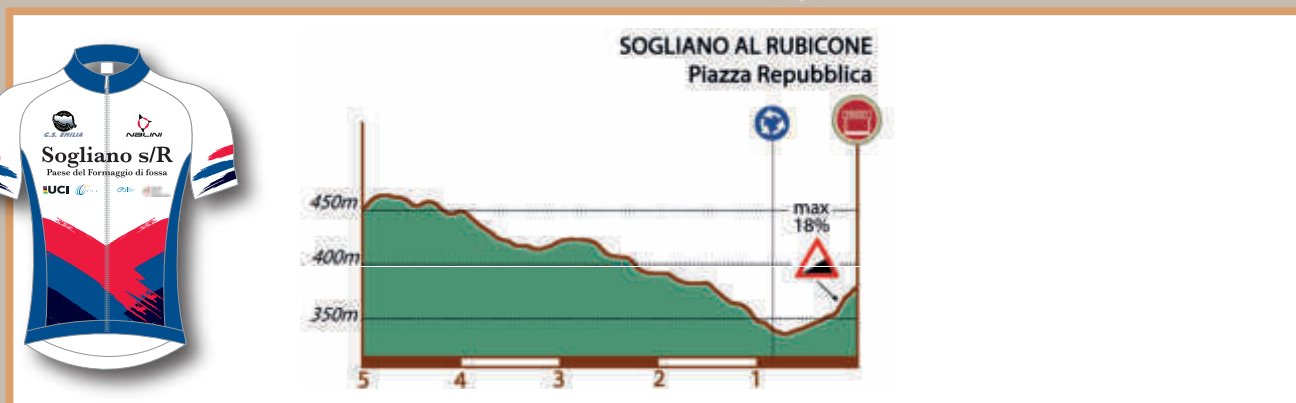 G.S. EMILIA
NALINI
Sogliano s/R
Paese del Formaggio di fossa
UCI
SOGLIANO AL RUBICONE
Piazza Repubblica
450m
400m
350m
max
18%
5 4 3 2 1